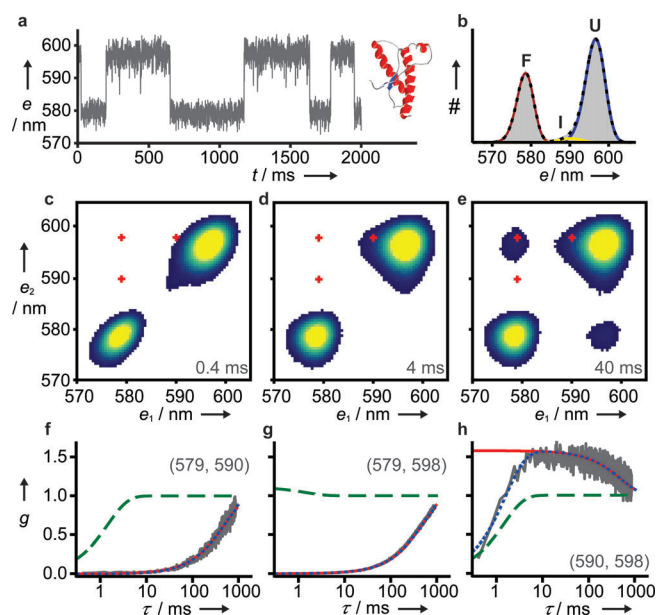 a
b
600
590
580
570
e
/ nm
0
500
1000
1500
2000
t / ms
#
F
I
U
570
580
590
600
e / nm
c
d
e
600
590
580
570
e₂
/ nm
0.4 ms
4 ms
40 ms
570 580 590 600
570 580 590 600
570 580 590 600
e₁ / nm
e₁ / nm
e₁ / nm
f
g
h
1.5
1.0
0.5
0.0
g
(579, 590)
(579, 598)
(590, 598)
1 10 100 1000
1 10 100 1000
1 10 100 1000
τ / ms
τ / ms
τ / ms